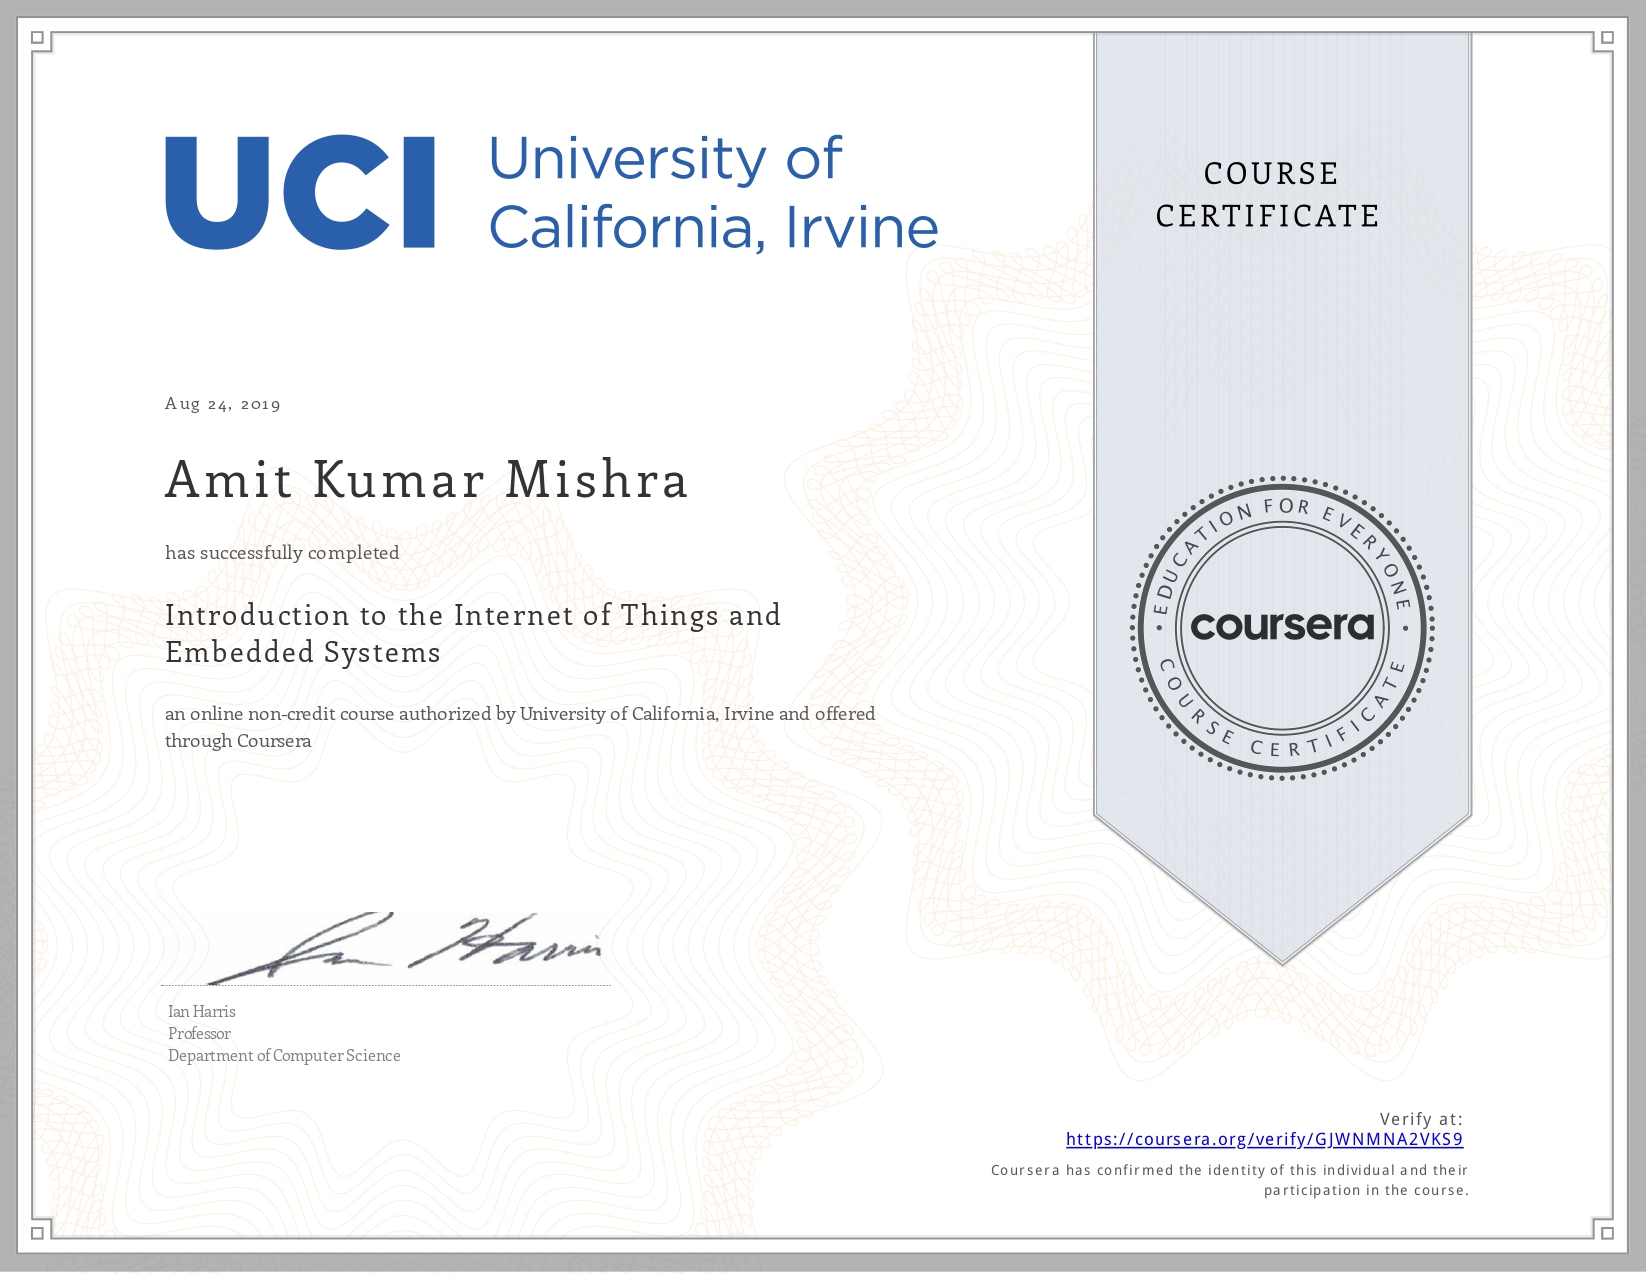 UCI University of
California, Irvine
COURSE
CERTIFICATE
Aug 24, 2019
Amit Kumar Mishra
has successfully completed
Introduction to the Internet of Things and
Embedded Systems
an online non-credit course authorized by University of California, Irvine and offered
through Coursera
EDUCATION FOR EVERYONE
coursera
COURSE CERTIFICATE
Ian Harris
Ian Harris
Professor
Department of Computer Science
Verify at:
https://coursera.org/verify/GJWNMNA2VKS9
Coursera has confirmed the identity of this individual and their
participation in the course.